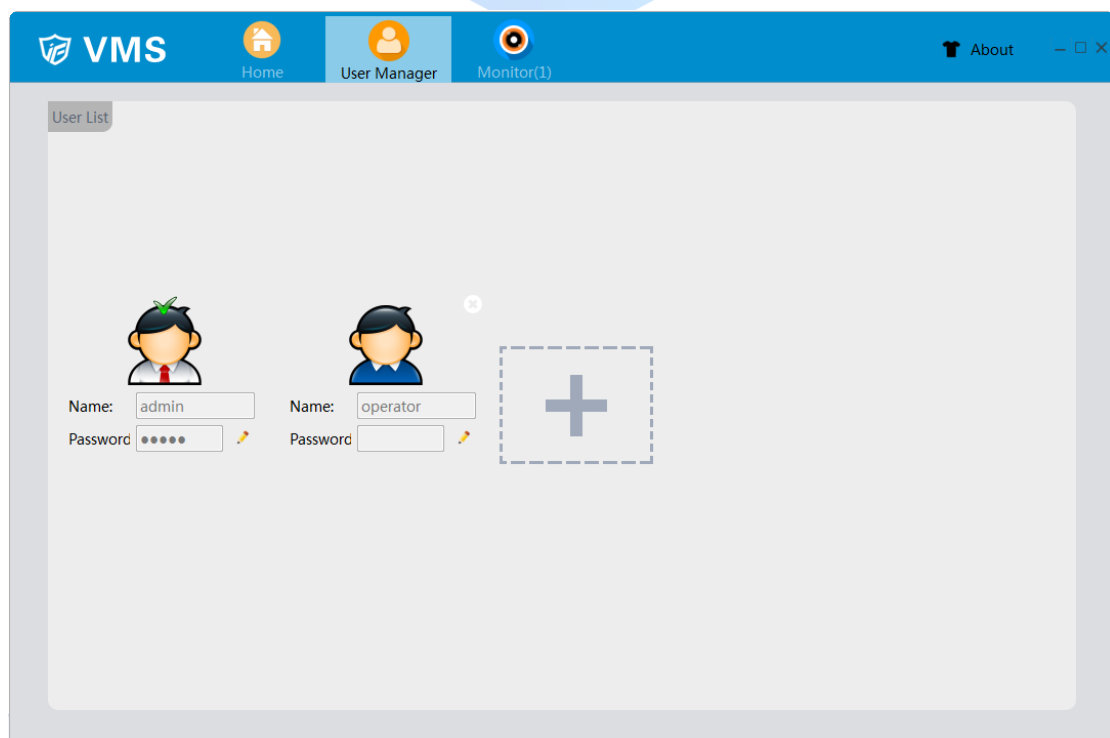 VMS
Home
User Manager
Monitor(1)
About
User List
Name: admin
Password ●●●●●
Name: operator
Password